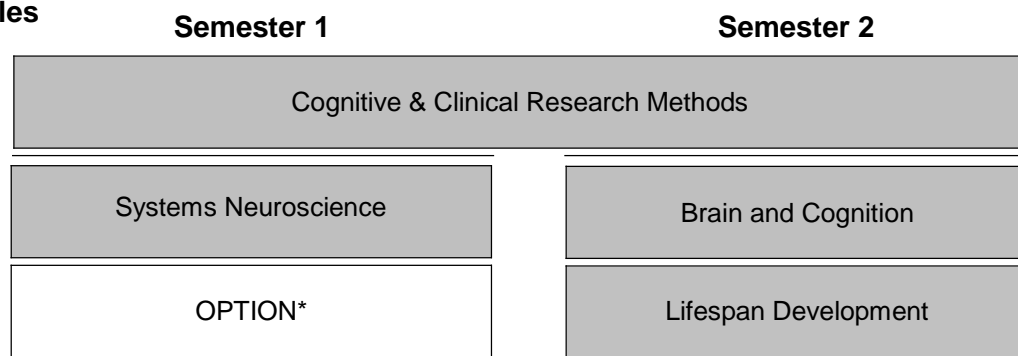 les
Semester 1 Semester 2
Cognitive & Clinical Research Methods
Systems Neuroscience Brain and Cognition
OPTION* Lifespan Development